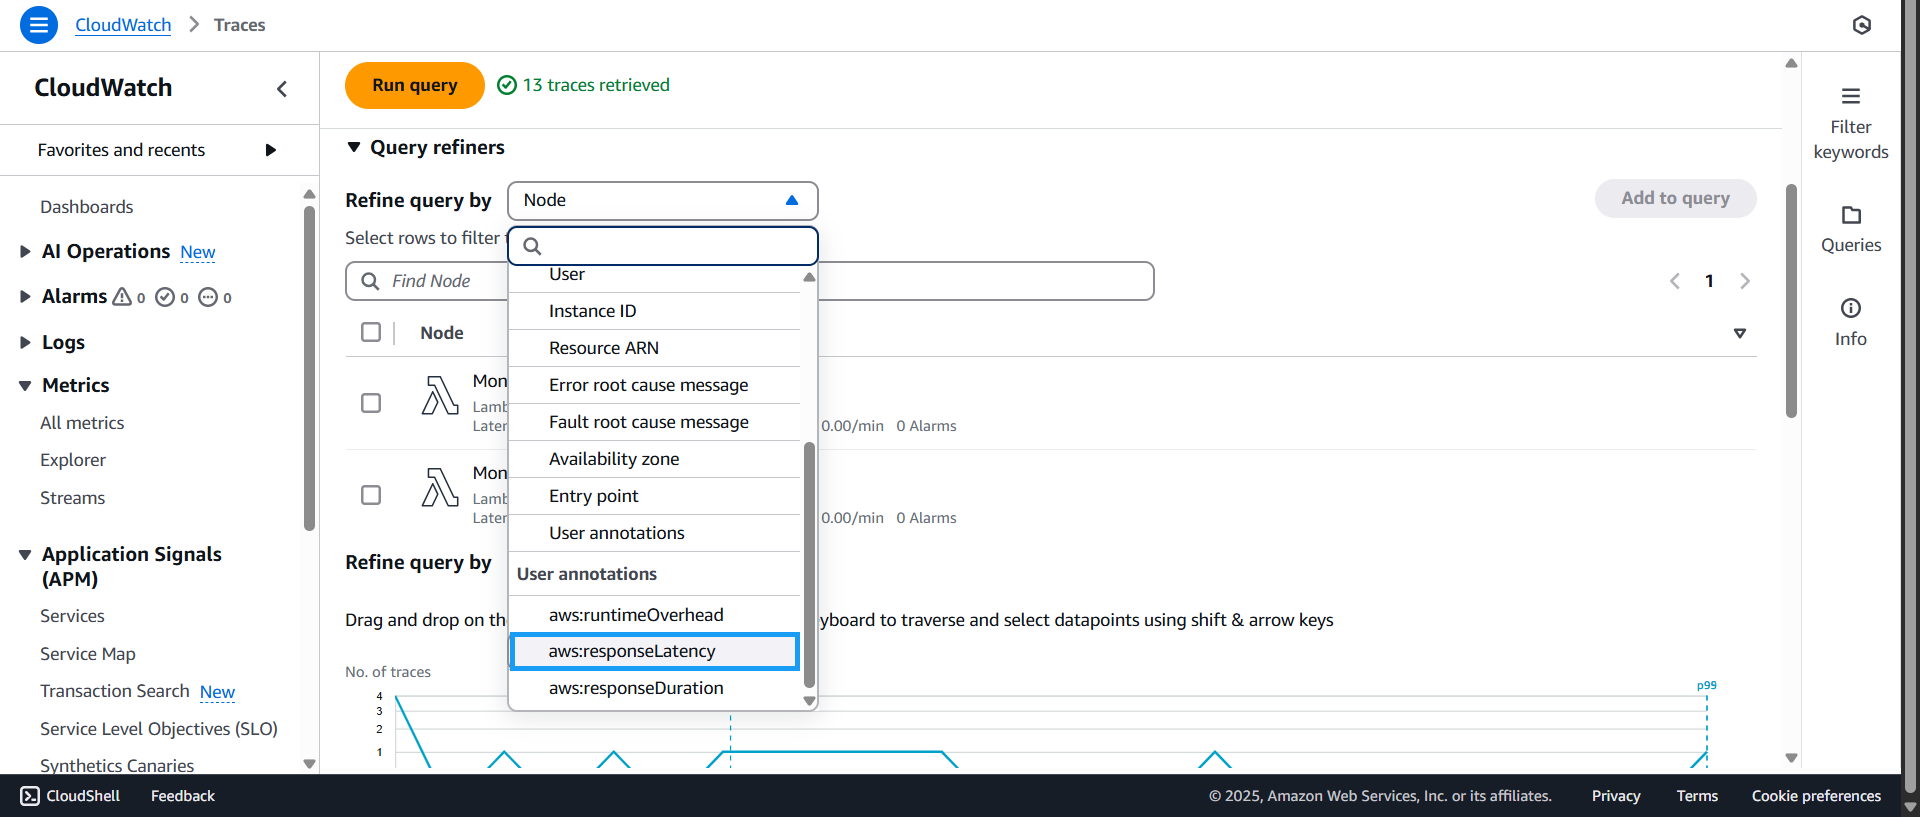 CloudWatch > Traces
CloudWatch
Favorites and recents
Dashboards
AI Operations New
Alarms 0 0 0
Logs
Metrics
All metrics
Explorer
Streams
Application Signals
(APM)
Services
Service Map
Transaction Search New
Service Level Objectives (SLO)
Synthetics Canaries
Run query
13 traces retrieved
Query refiners
Refine query by
Node
Add to query
Select rows to filter
Find Node
1
Node
Mon
Lamb
Later
0.00/min 0 Alarms
Mon
Lamb
Later
0.00/min 0 Alarms
User
Instance ID
Resource ARN
Error root cause message
Fault root cause message
Availability zone
Entry point
User annotations
User annotations
aws:runtimeOverhead
aws:responseLatency
aws:responseDuration
Refine query by
Drag and drop on th
yboard to traverse and select datapoints using shift & arrow keys
No. of traces
4
3
2
1
p99
Filter
keywords
Queries
Info
CloudShell
Feedback
© 2025, Amazon Web Services, Inc. or its affiliates.
Privacy
Terms
Cookie preferences